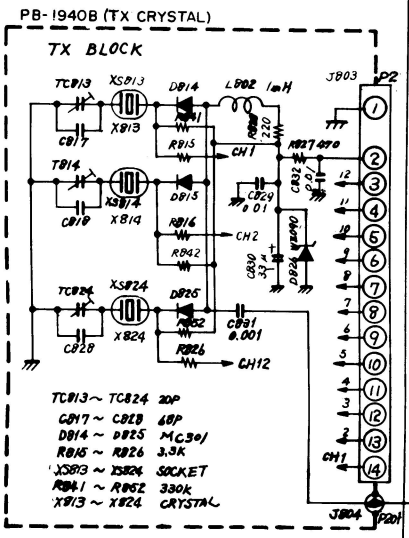 PB-1940B (TX CRYSTAL)
TX BLOCK
J803
P2
TC813
XS813
D814
L802 1mH
C817
X813
R841
220
R815
CH1
R827 470
T814
XS814
D815
C832
0.01
C818
X814
C829
0.01
R816
CH2
R842
C830
33μ
+
D826
WZ090
TC824
XS824
D825
C828
X824
R852
C831
0.001
R826
CH12
1
2
12
3
11
4
10
5
9
6
8
7
7
8
6
9
5
10
4
11
3
12
2
13
CH1
14
TC813 ~ TC824 20P
C817 ~ C828 68P
D814 ~ D825 MC301
R815 ~ R826 3.3K
XS813 ~ XS824 SOCKET
R841 ~ R852 330K
X813 ~ X824 CRYSTAL
J804
P201